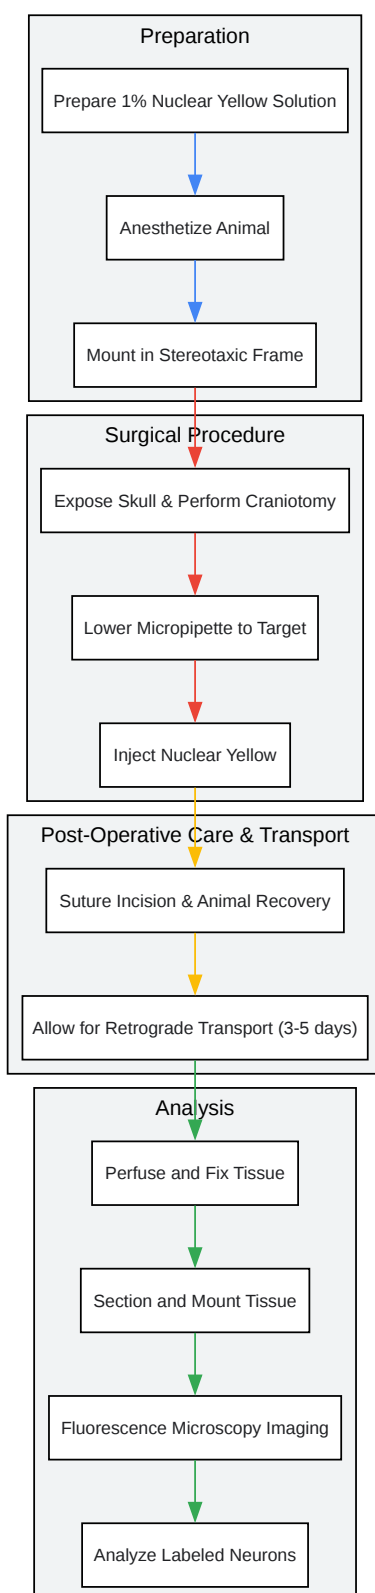 Preparation
Prepare 1% Nuclear Yellow Solution
Anesthetize Animal
Mount in Stereotaxic Frame
Surgical Procedure
Expose Skull & Perform Craniotomy
Lower Micropipette to Target
Inject Nuclear Yellow
Post-Operative Care & Transport
Suture Incision & Animal Recovery
Allow for Retrograde Transport (3-5 days)
Analysis
Perfuse and Fix Tissue
Section and Mount Tissue
Fluorescence Microscopy Imaging
Analyze Labeled Neurons